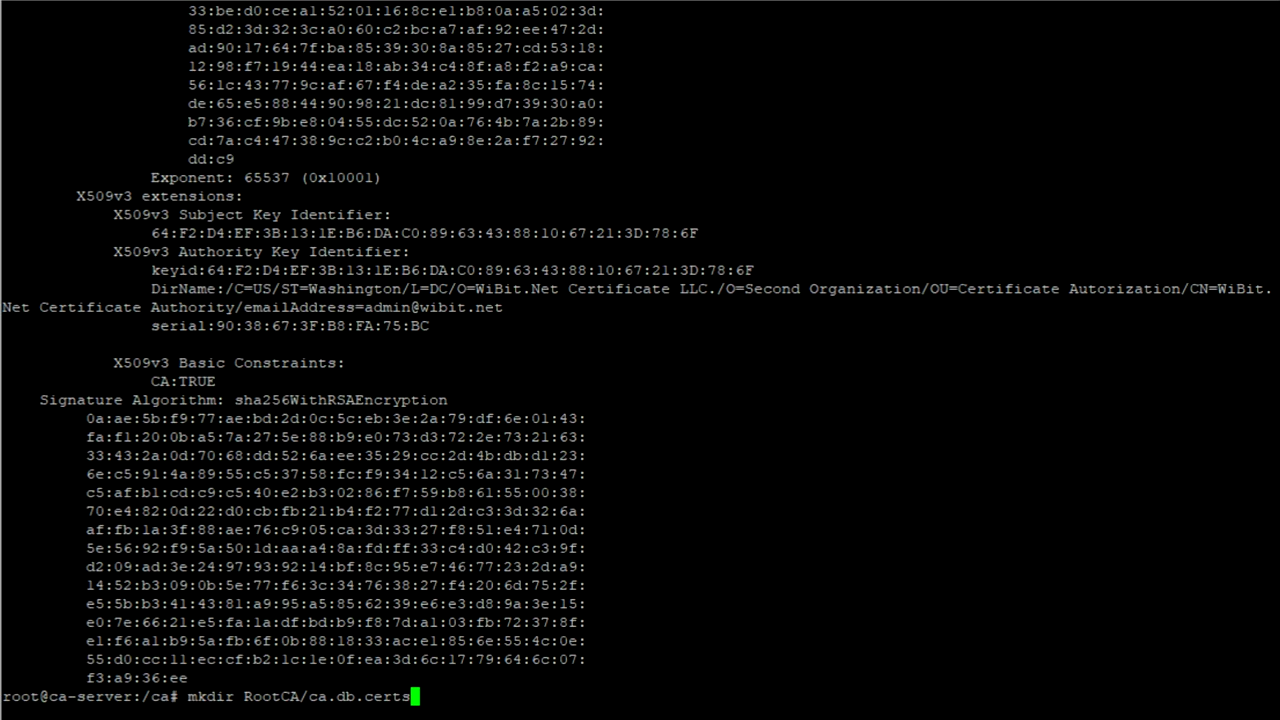 33:be:d0:ce:a1:52:01:16:8c:e1:b8:0a:a5:02:3d:
85:d2:3d:32:3c:a0:60:c2:bc:a7:af:92:ee:47:2d:
ad:90:17:64:7f:ba:85:39:30:8a:85:27:cd:53:18:
12:98:f7:19:44:ea:18:ab:34:c4:8f:a8:f2:a9:ca:
56:1c:43:77:9c:af:67:f4:de:a2:35:fa:8c:15:74:
de:65:e5:88:44:90:98:21:dc:81:99:d7:39:30:a0:
b7:36:cf:9b:e8:04:55:dc:52:0a:76:4b:7a:2b:89:
cd:7a:c4:47:38:9c:c2:b0:4c:a9:8e:2a:f7:27:92:
dd:c9
Exponent: 65537 (0x10001)
X509v3 extensions:
X509v3 Subject Key Identifier:
64:F2:D4:EF:3B:13:1E:B6:DA:C0:89:63:43:88:10:67:21:3D:78:6F
X509v3 Authority Key Identifier:
keyid:64:F2:D4:EF:3B:13:1E:B6:DA:C0:89:63:43:88:10:67:21:3D:78:6F
DirName:/C=US/ST=Washington/L=DC/O=WiBit.Net Certificate LLC./O=Second Organization/OU=Certificate Autorization/CN=WiBit.
Net Certificate Authority/emailAddress=admin@wibit.net
serial:90:38:67:3F:B8:FA:75:BC
X509v3 Basic Constraints:
CA:TRUE
Signature Algorithm: sha256WithRSAEncryption
0a:ae:5b:f9:77:ae:bd:2d:0c:5c:eb:3e:2a:79:df:6e:01:43:
fa:f1:20:0b:a5:7a:27:5e:88:b9:e0:73:d3:72:2e:73:21:63:
33:43:2a:0d:70:68:dd:52:6a:ee:35:29:cc:2d:4b:db:d1:23:
6e:c5:91:4a:89:55:c5:37:58:fc:f9:34:12:c5:6a:31:73:47:
c5:af:b1:cd:c9:c5:40:e2:b3:02:86:f7:59:b8:61:55:00:38:
70:e4:82:0d:22:d0:cb:fb:21:b4:f2:77:d1:2d:c3:3d:32:6a:
af:fb:1a:3f:88:ae:76:c9:05:ca:3d:33:27:f8:51:e4:71:0d:
5e:56:92:f9:5a:50:1d:aa:a4:8a:fd:ff:33:c4:d0:42:c3:9f:
d2:09:ad:3e:24:97:93:92:14:bf:8c:95:e7:46:77:23:2d:a9:
14:52:b3:09:0b:5e:77:f6:3c:34:76:38:27:f4:20:6d:75:2f:
e5:5b:b3:41:43:81:a9:95:a5:85:62:39:e6:e3:d8:9a:3e:15:
e0:7e:66:21:e5:fa:1a:df:bd:b9:f8:7d:a1:03:fb:72:37:8f:
e1:f6:a1:b9:5a:fb:6f:0b:88:18:33:ac:e1:85:6e:55:4c:0e:
55:d0:cc:11:ec:cf:b2:1c:1e:0f:ea:3d:6c:17:79:64:6c:07:
f3:a9:36:ee
root@ca-server:/ca# mkdir RootCA/ca.db.certs